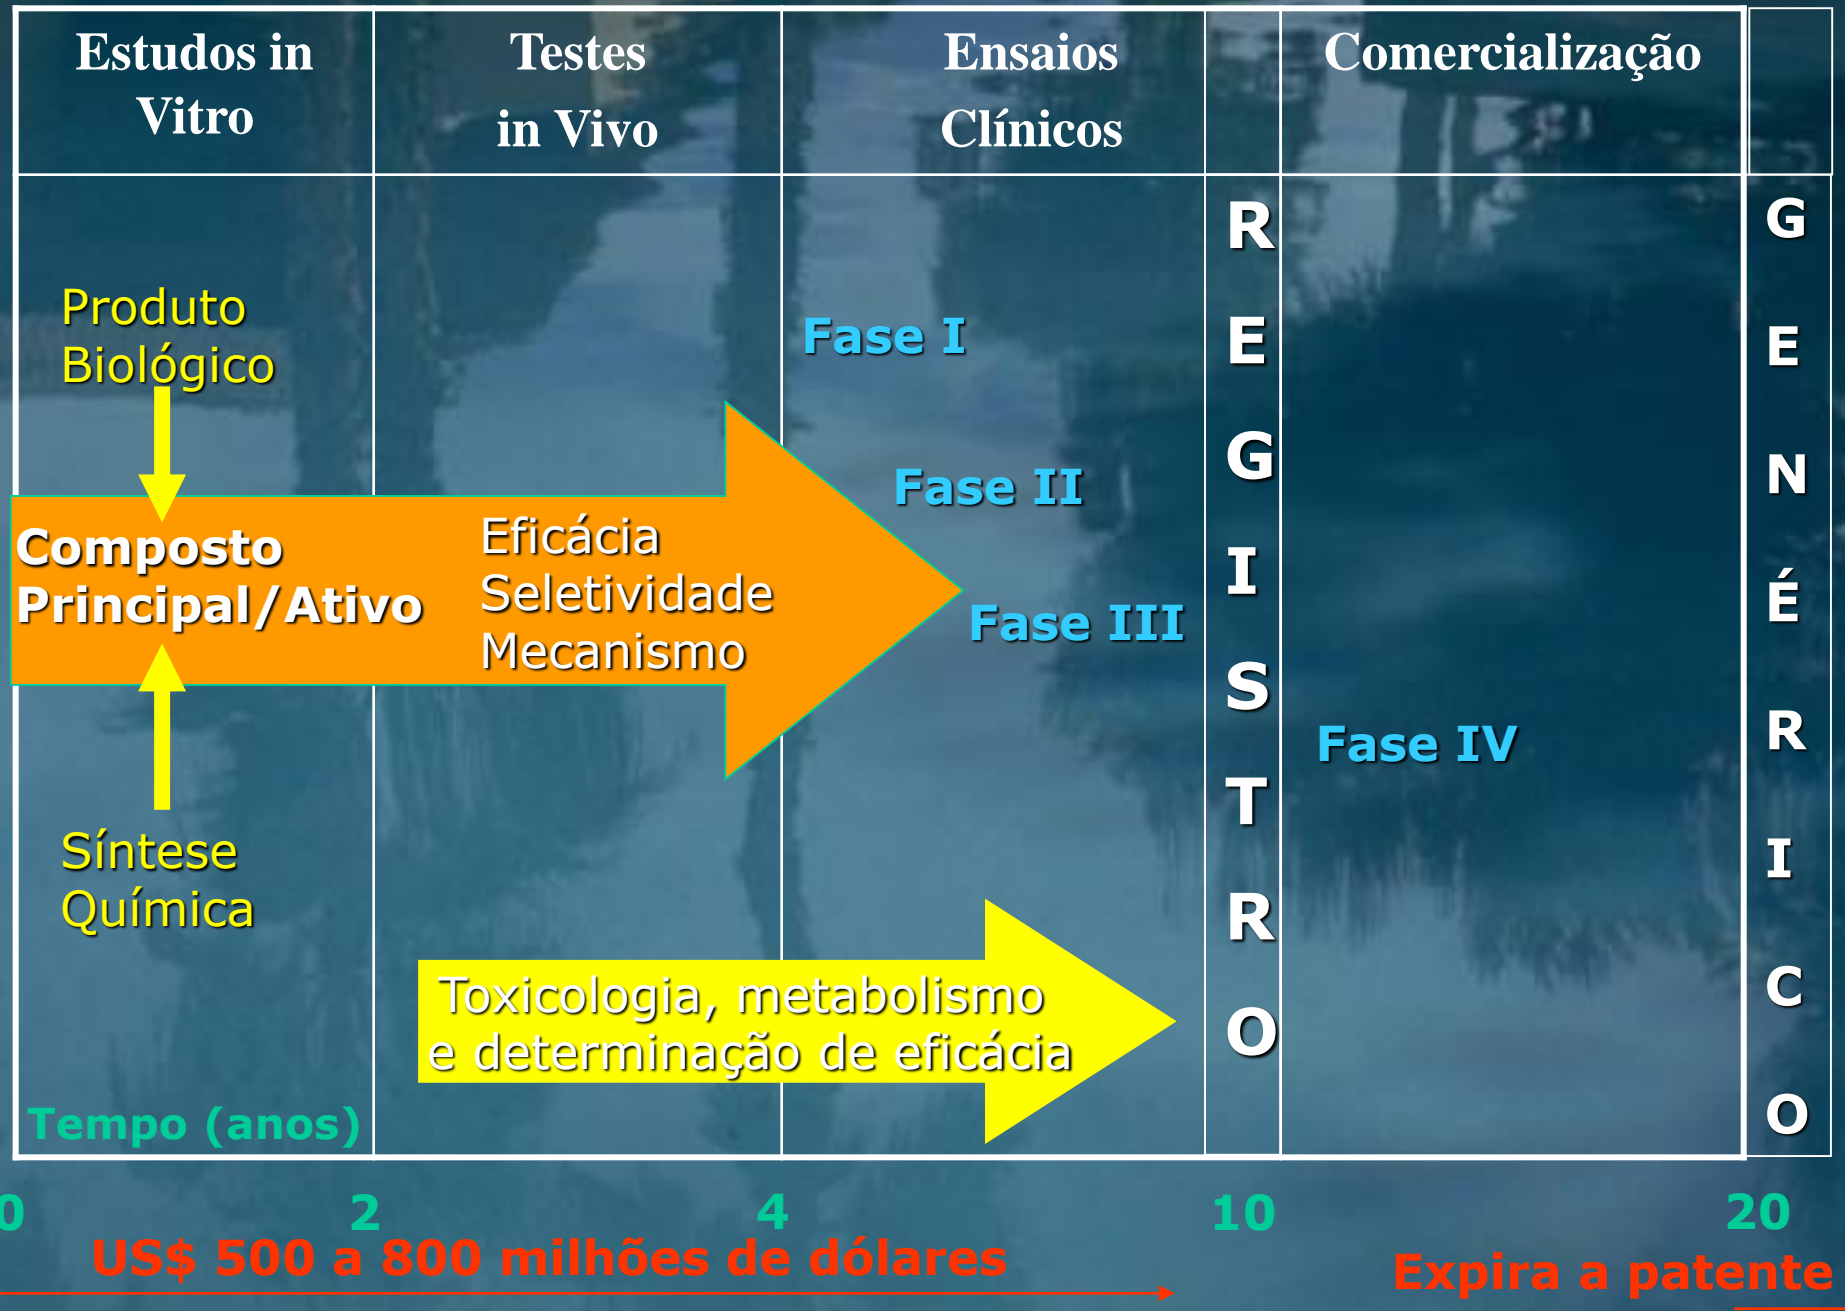 Estudos in
Vitro
Testes
in Vivo
Ensaios
Clínicos
Comercialização
Produto
Biológico
Composto
Principal/Ativo
Síntese
Química
Eficácia
Seletividade
Mecanismo
Fase I
Fase II
Fase III
Toxicologia, metabolismo
e determinação de eficácia
R
E
G
I
S
T
R
O
Fase IV
G
E
N
É
R
I
C
O
Tempo (anos)
0 2 4 10 20
US$ 500 a 800 milhões de dólares
Expira a patente